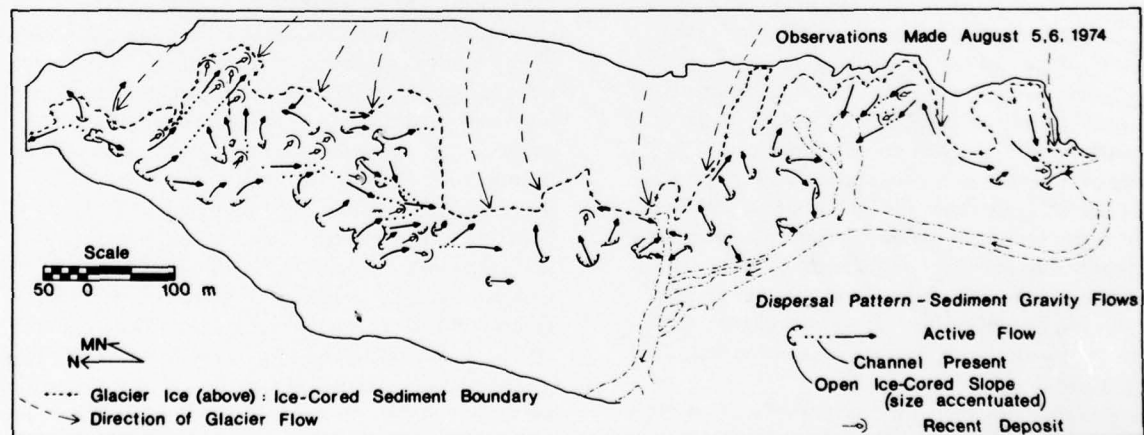 Observations Made August 5,6, 1974
Scale
50 0 100 m
MN
N
Glacier Ice (above) : Ice-Cored Sediment Boundary
Direction of Glacier Flow
Dispersal Pattern - Sediment Gravity Flows
Active Flow
Channel Present
Open Ice-Cored Slope
(size accentuated)
Recent Deposit